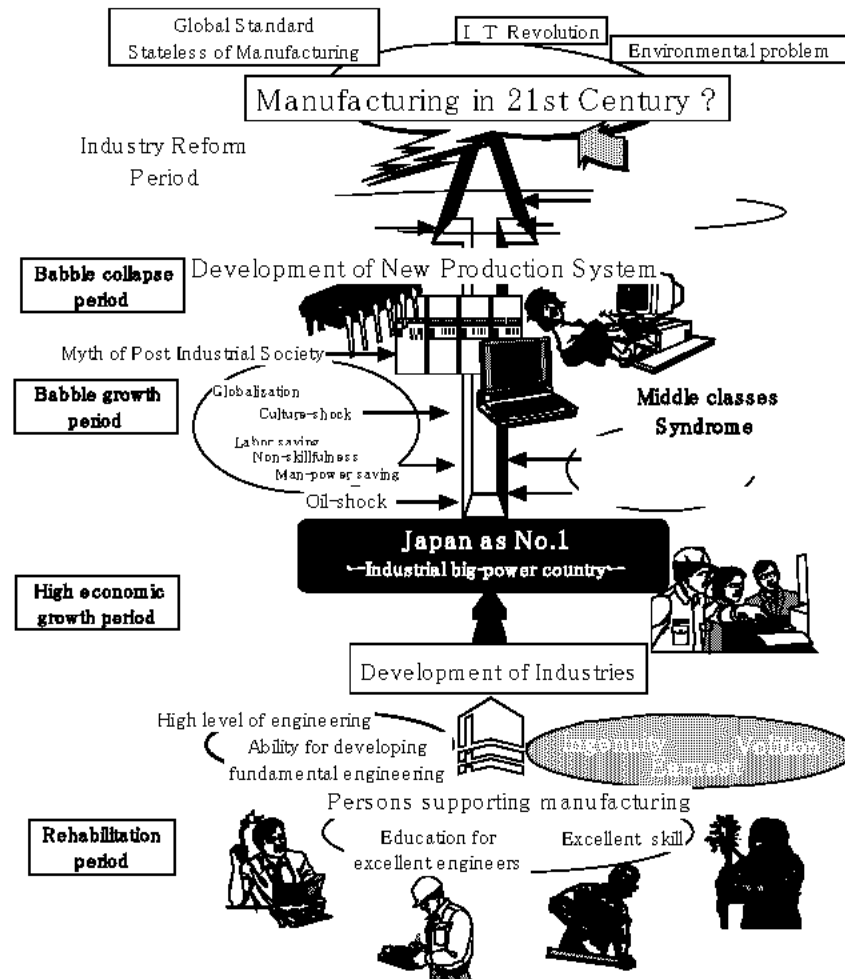 Global Standard
Stateless of Manufacturing
I T Revolution
Environmental problem
Manufacturing in 21st Century ?
Industry Reform
Period
Babble collapse
period
Development of New Production System
Myth of Post Industrial Society
Babble growth
period
Globalization
Culture-shock
Labor saving
Non-skillfulness
Man-power saving
Oil-shock
Middle classes
Syndrome
Japan as No.1
~Industrial big-power country~
High economic
growth period
Development of Industries
High level of engineering
Ability for developing
fundamental engineering
Ingenuity
Volition
Earnest
Persons supporting manufacturing
Rehabilitation
period
Education for
excellent engineers
Excellent skill